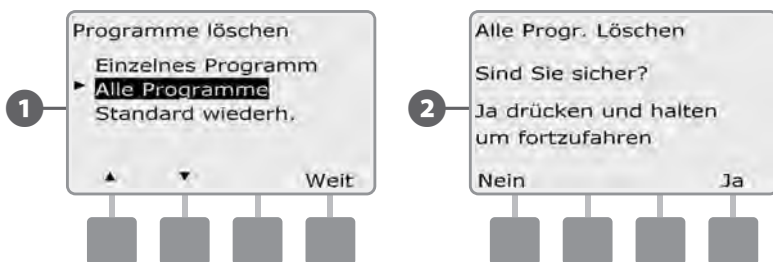 1
Programme löschen
Einzelnes Programm
► Alle Programme
Standard wiederh.
▲ ▼ Weit
2
Alle Progr. Löschen
Sind Sie sicher?
Ja drücken und halten
um fortzufahren
Nein Ja